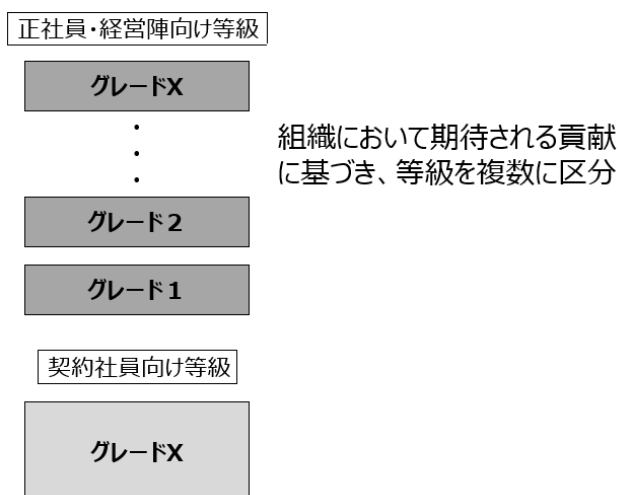 正社員・経営陣向け等級
グレードX
・
・
・
組織において期待される貢献
に基づき、等級を複数に区分
グレード2
グレード1
契約社員向け等級
グレードX